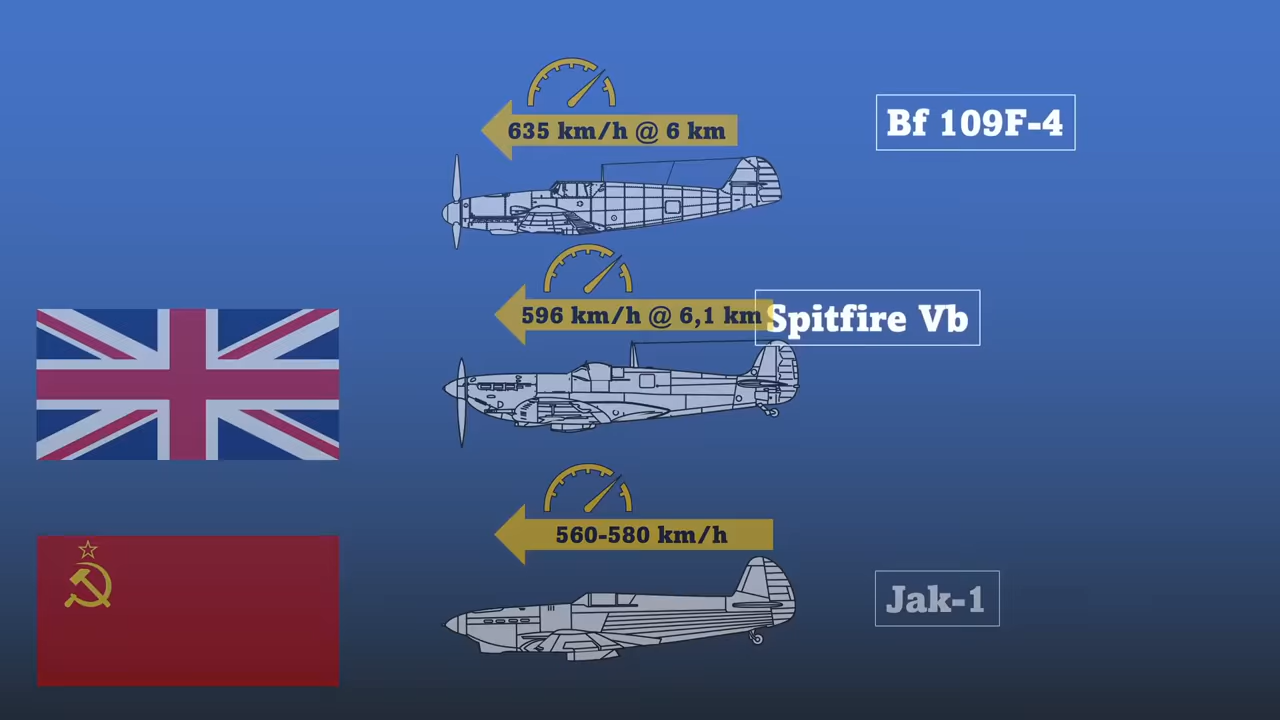 635 km/h @ 6 km
Bf 109F-4
596 km/h @ 6,1 km
Spitfire Vb
560-580 km/h
Jak-1